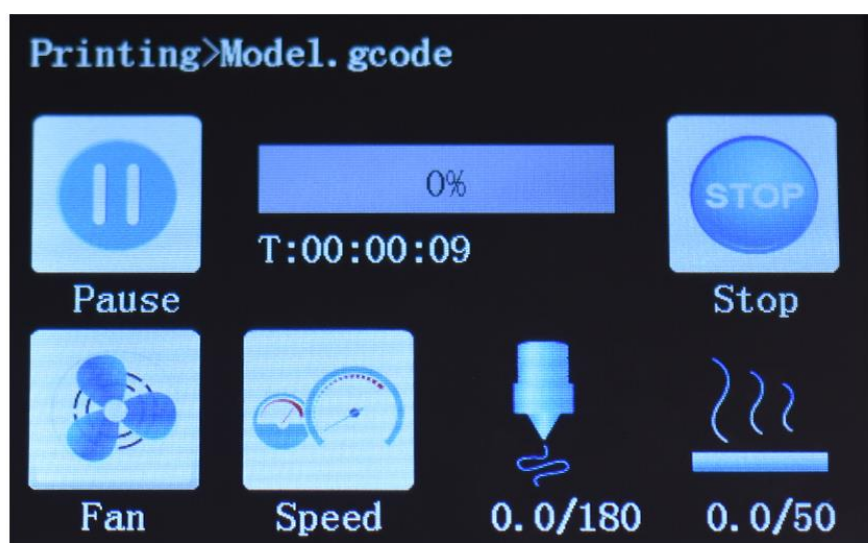 Printing>Model.gcode
0%
STOP
T:00:00:09
Pause
Stop
Fan
Speed
0.0/180
0.0/50